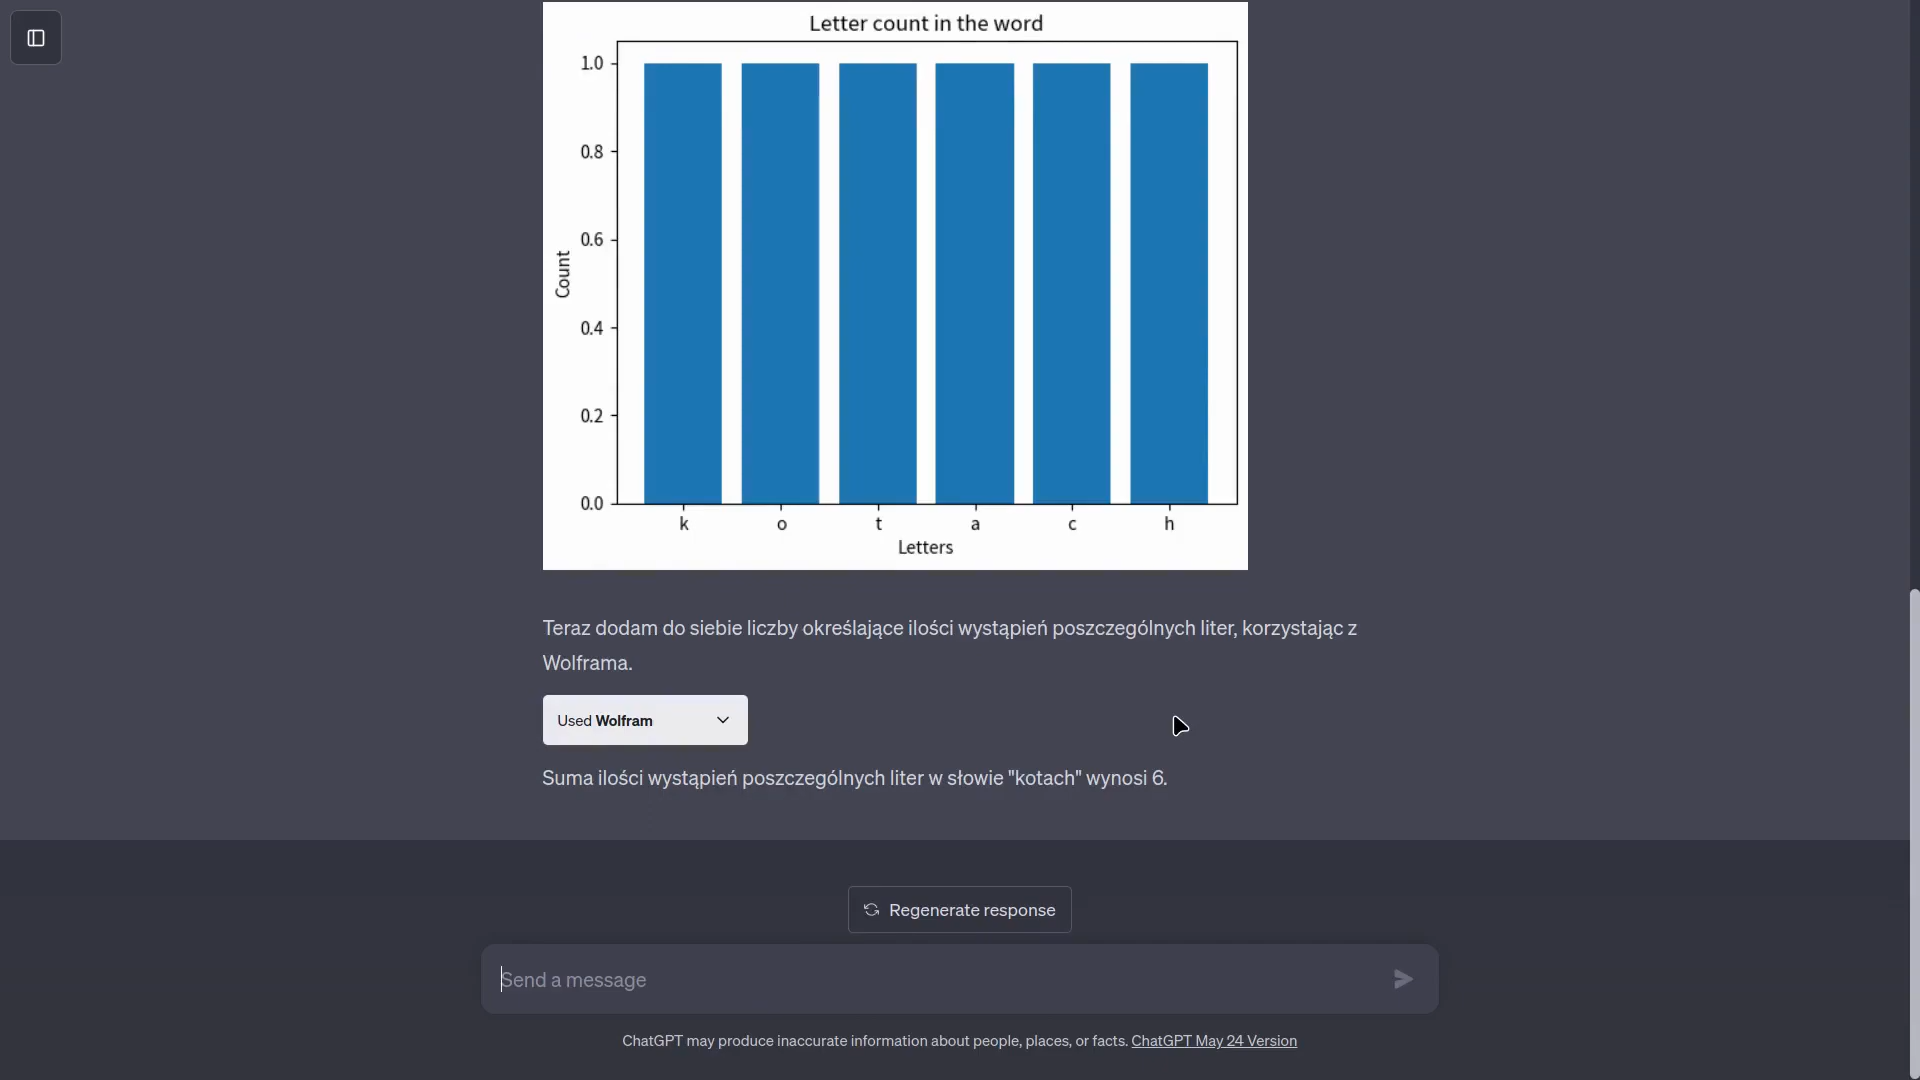 Letter count in the word
1.0
0.8
0.6
0.4
0.2
0.0
Count
k o t a c h
Letters
Teraz dodam do siebie liczby określające ilości wystąpień poszczególnych liter, korzystając z
Wolframa.
Used Wolfram
Suma ilości wystąpień poszczególnych liter w słowie "kotach" wynosi 6.
Regenerate response
Send a message
ChatGPT may produce inaccurate information about people, places, or facts. ChatGPT May 24 Version